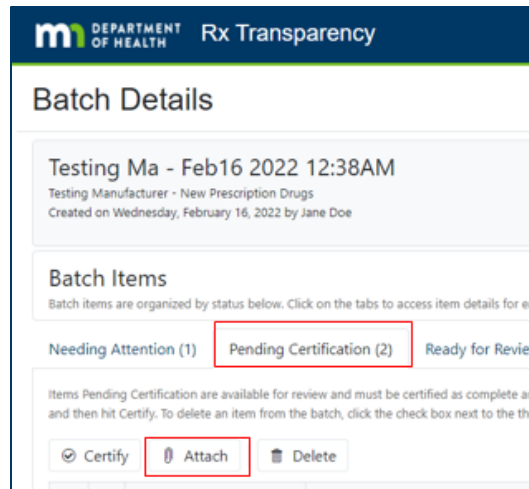 DEPARTMENT
OF HEALTH
Rx Transparency
Batch Details
Testing Ma - Feb16 2022 12:38AM
Testing Manufacturer - New Prescription Drugs
Created on Wednesday, February 16, 2022 by Jane Doe
Batch Items
Batch items are organized by status below. Click on the tabs to access item details for
Needing Attention (1) Pending Certification (2) Ready for
Items Pending Certification are available for review and must be certified as complete
and then hit Certify. To delete an item from the batch, click the check box next to the
Certify Attach Delete